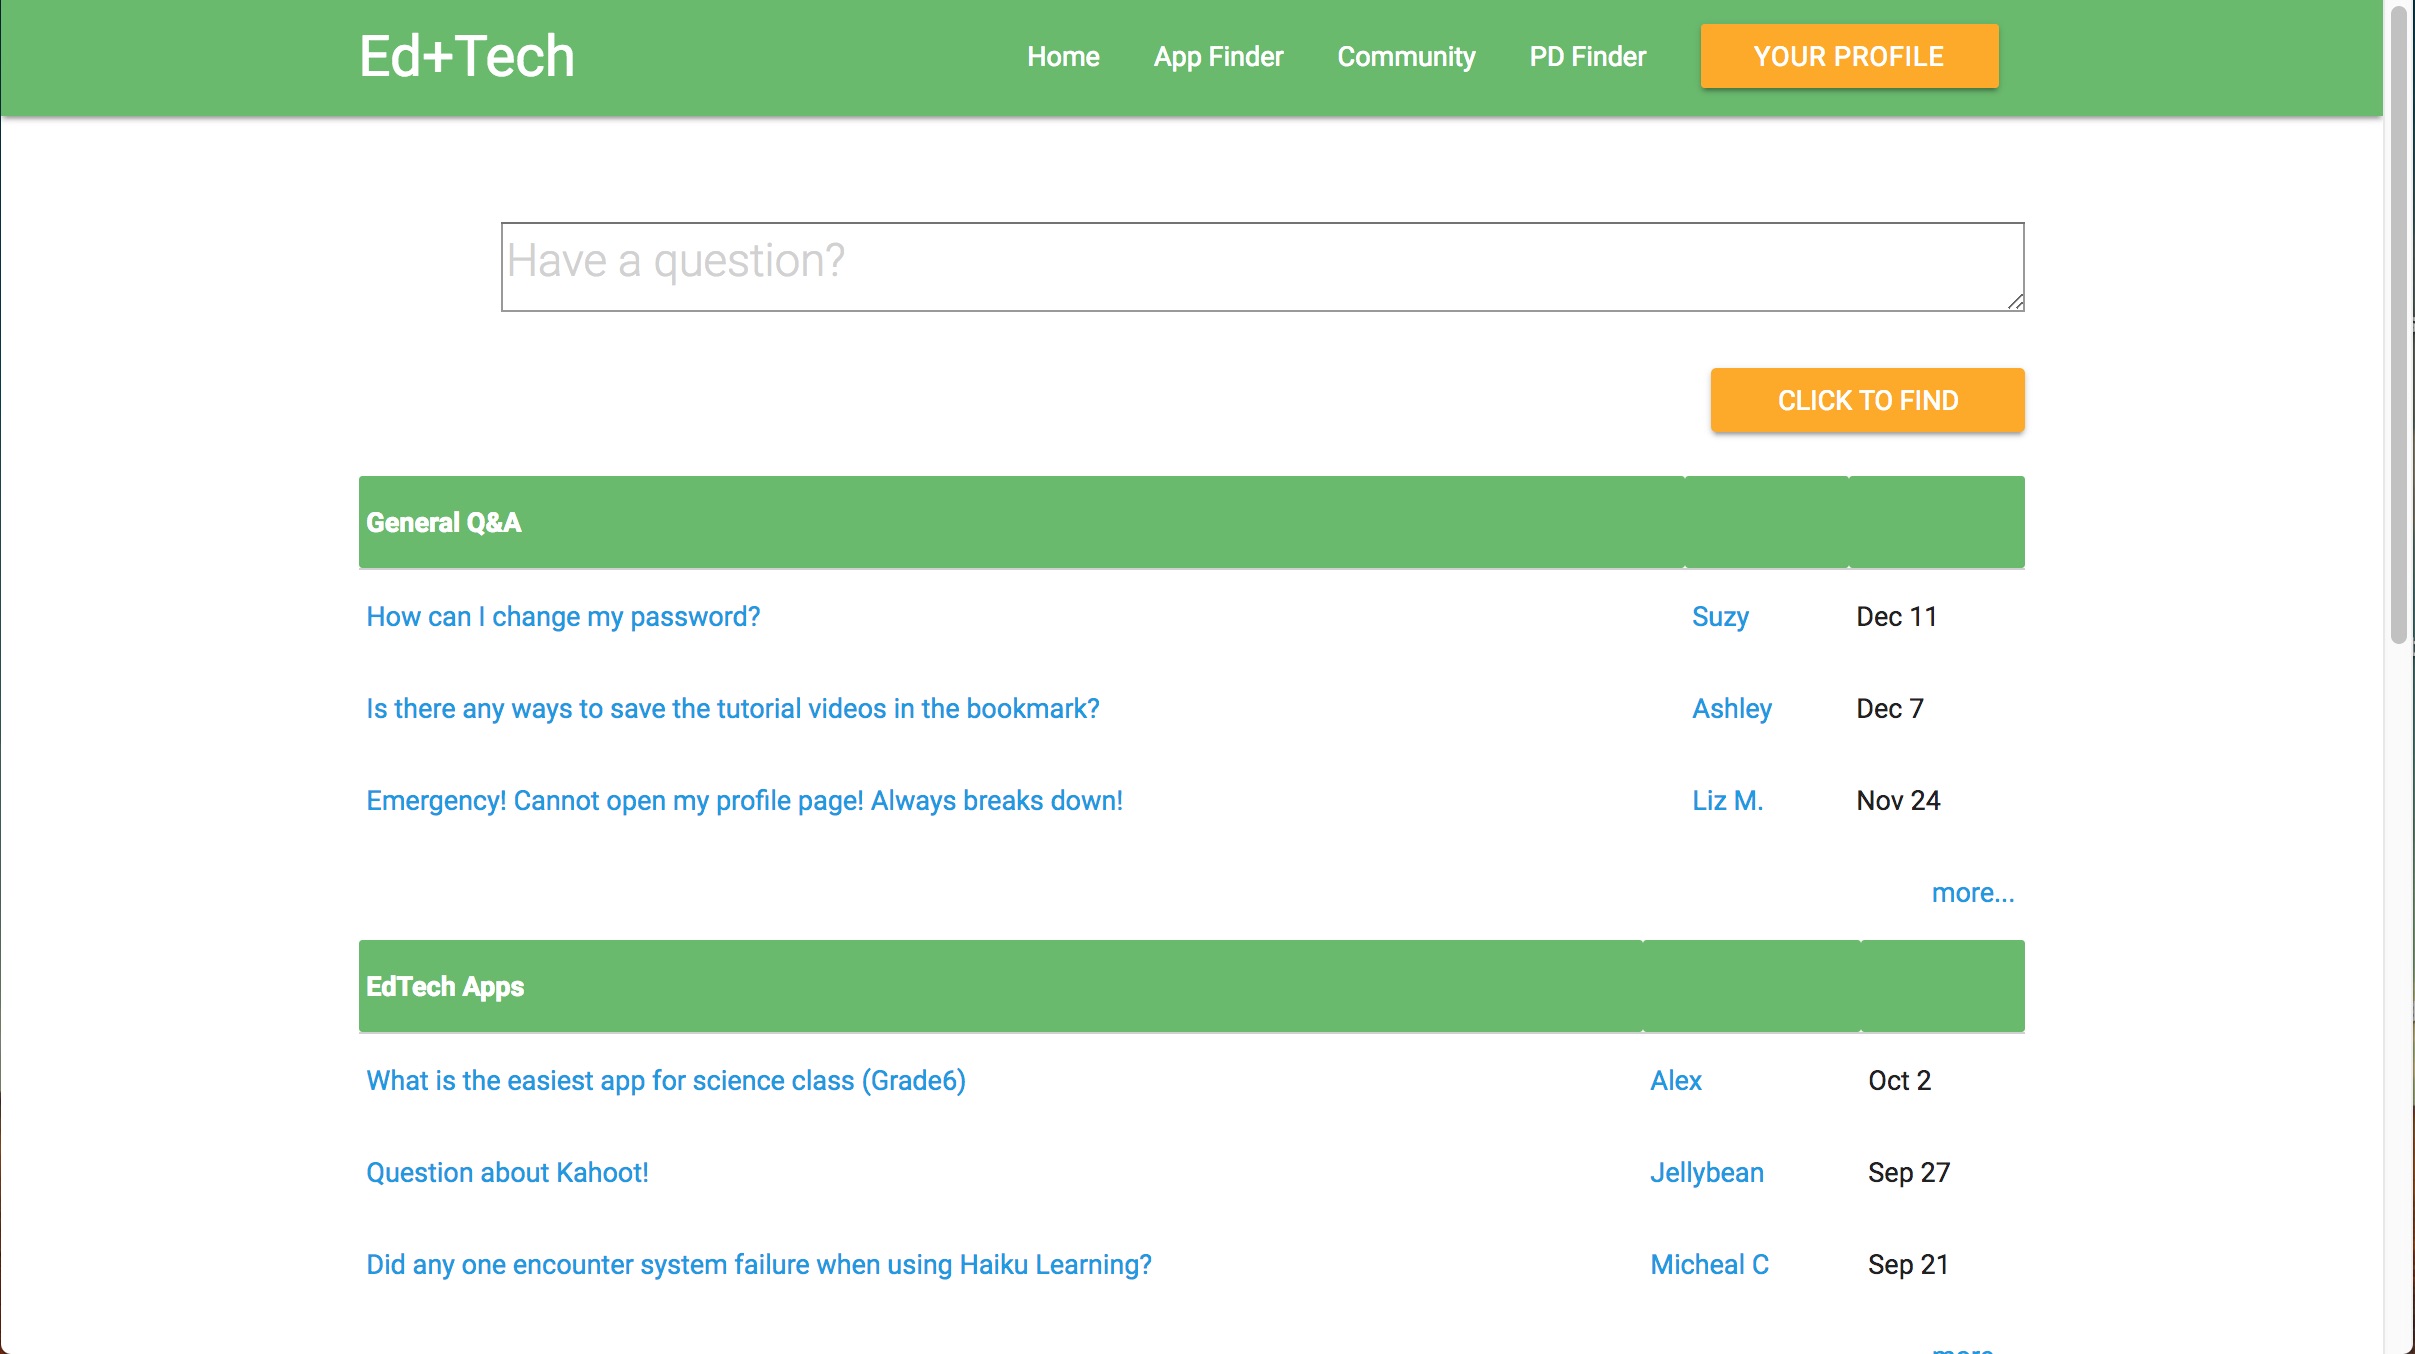 Ed+Tech Home App Finder Community PD Finder YOUR PROFILE
Have a question?
CLICK TO FIND
General Q&A
How can I change my password? Suzy Dec 11
Is there any ways to save the tutorial videos in the bookmark? Ashley Dec 7
Emergency! Cannot open my profile page! Always breaks down! Liz M. Nov 24
more...
EdTech Apps
What is the easiest app for science class (Grade6) Alex Oct 2
Question about Kahoot! Jellybean Sep 27
Did any one encounter system failure when using Haiku Learning? Micheal C Sep 21